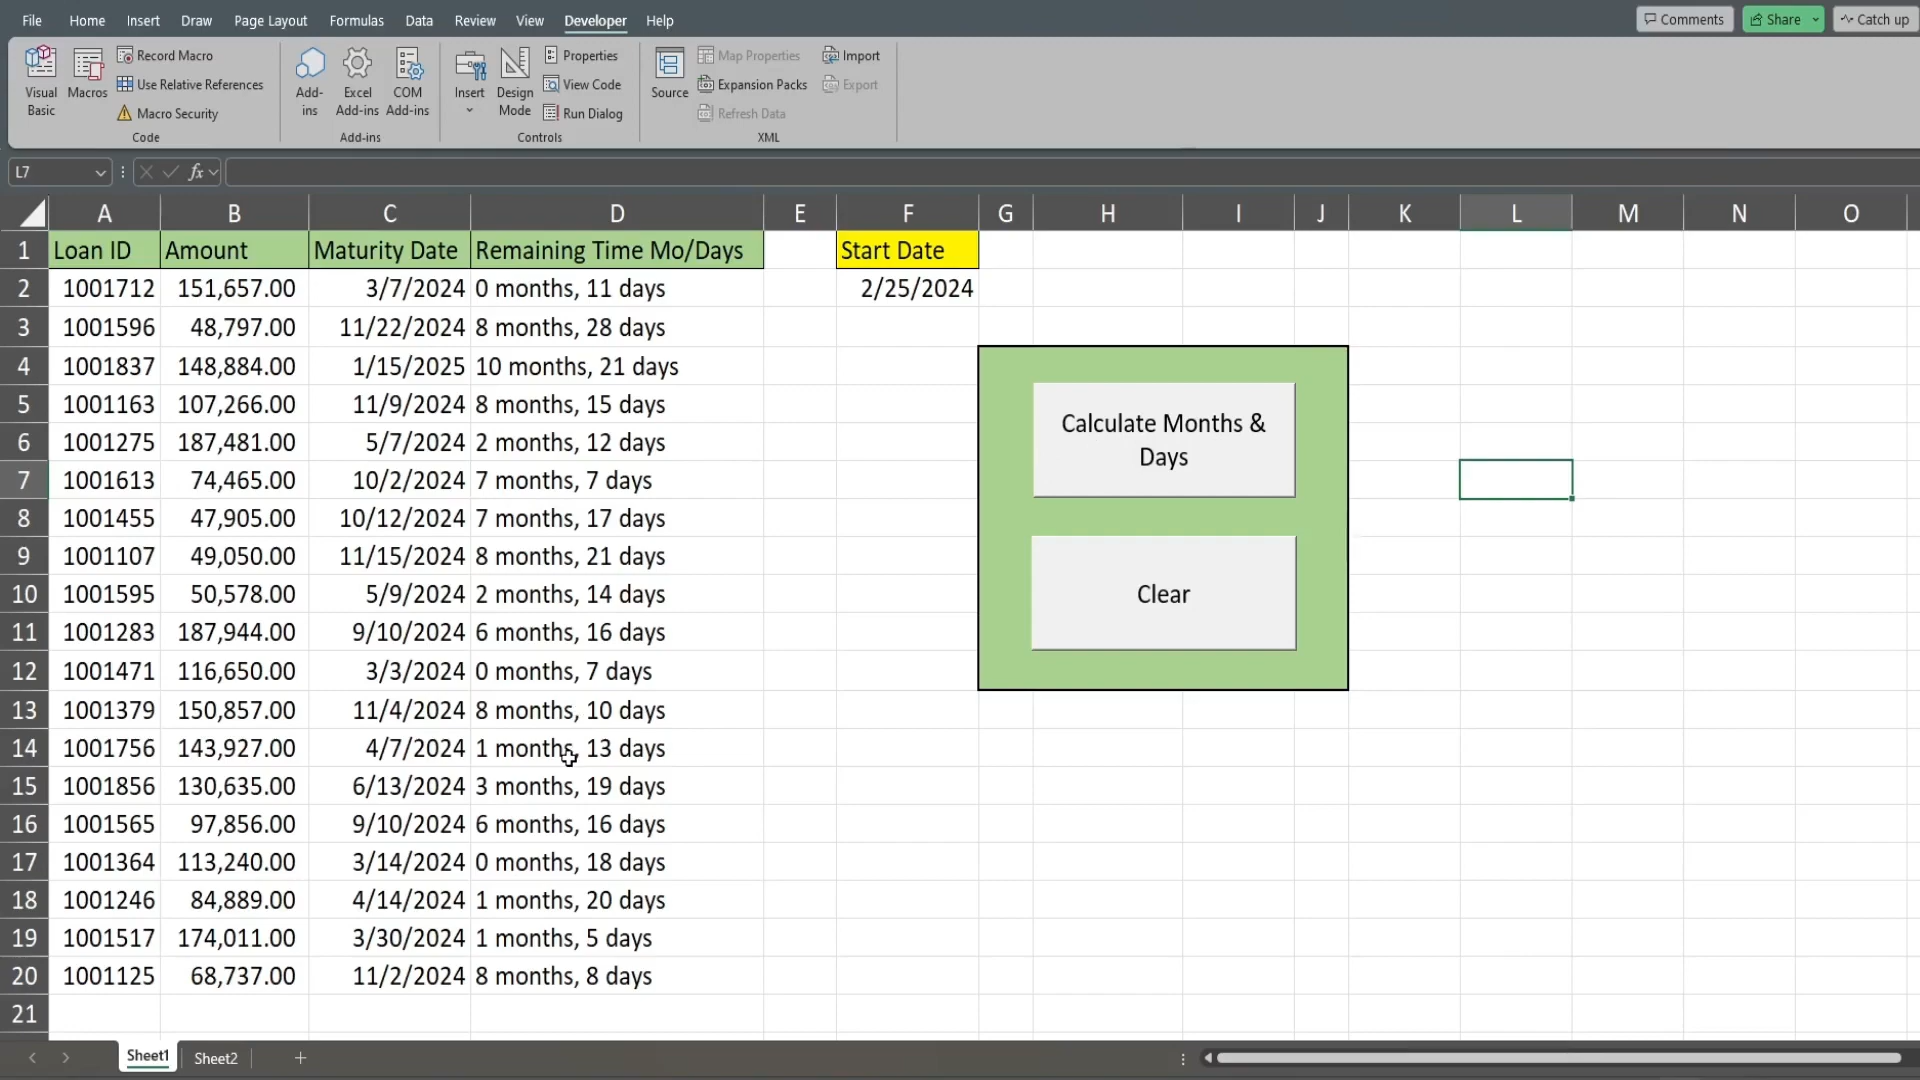 File Home Insert Draw Page Layout Formulas Data Review View Developer Help Comments Share Catch up
Visual Basic
Macros
Record Macro
Use Relative References
Macro Security
Code
Add-ins
Excel Add-ins
COM Add-ins
Add-ins
Insert
Design Mode
Properties
View Code
Run Dialog
Controls
Source
Map Properties
Expansion Packs
Refresh Data
Import
Export
XML
L7 fx
A B C D E F G H I J K L M N O
1 Loan ID Amount Maturity Date Remaining Time Mo/Days Start Date
2 1001712 151,657.00 3/7/2024 0 months, 11 days 2/25/2024
3 1001596 48,797.00 11/22/2024 8 months, 28 days
4 1001837 148,884.00 1/15/2025 10 months, 21 days
5 1001163 107,266.00 11/9/2024 8 months, 15 days
6 1001275 187,481.00 5/7/2024 2 months, 12 days
7 1001613 74,465.00 10/2/2024 7 months, 7 days
8 1001455 47,905.00 10/12/2024 7 months, 17 days
9 1001107 49,050.00 11/15/2024 8 months, 21 days
10 1001595 50,578.00 5/9/2024 2 months, 14 days
11 1001283 187,944.00 9/10/2024 6 months, 16 days
12 1001471 116,650.00 3/3/2024 0 months, 7 days
13 1001379 150,857.00 11/4/2024 8 months, 10 days
14 1001756 143,927.00 4/7/2024 1 months, 13 days
15 1001856 130,635.00 6/13/2024 3 months, 19 days
16 1001565 97,856.00 9/10/2024 6 months, 16 days
17 1001364 113,240.00 3/14/2024 0 months, 18 days
18 1001246 84,889.00 4/14/2024 1 months, 20 days
19 1001517 174,011.00 3/30/2024 1 months, 5 days
20 1001125 68,737.00 11/2/2024 8 months, 8 days
21
Calculate Months &
Days
Clear
Sheet1 Sheet2